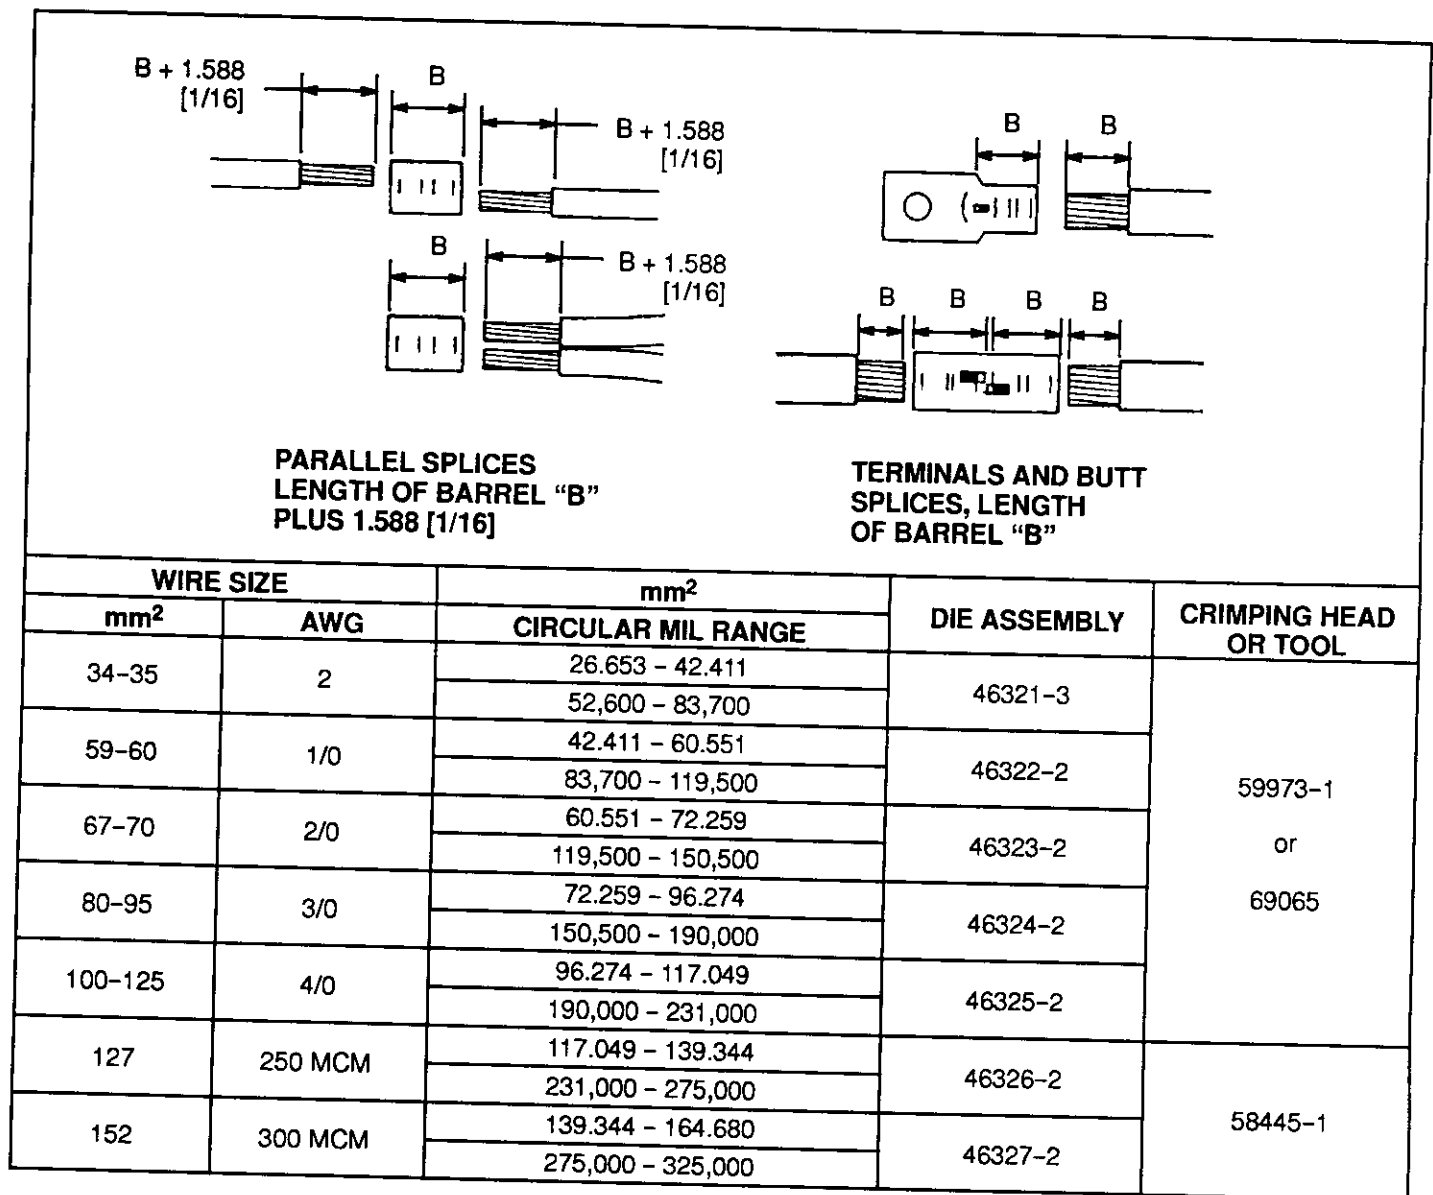 B + 1.588
[1/16]
B
B + 1.588
[1/16]
B
B + 1.588
[1/16]
B
B
B
B
B
B
PARALLEL SPLICES
LENGTH OF BARREL “B”
PLUS 1.588 [1/16]
TERMINALS AND BUTT
SPLICES, LENGTH
OF BARREL “B”
WIRE SIZE
mm²
DIE ASSEMBLY
CRIMPING HEAD
OR TOOL
mm²
AWG
CIRCULAR MIL RANGE
34–35
2
26.653 – 42.411
52,600 – 83,700
46321–3
59–60
1/0
42.411 – 60.551
83,700 – 119,500
46322–2
67–70
2/0
60.551 – 72.259
119,500 – 150,500
46323–2
80–95
3/0
72.259 – 96.274
150,500 – 190,000
46324–2
100–125
4/0
96.274 – 117.049
190,000 – 231,000
46325–2
59973–1
or
69065
127
250 MCM
117.049 – 139.344
231,000 – 275,000
46326–2
152
300 MCM
139.344 – 164.680
275,000 – 325,000
46327–2
58445–1